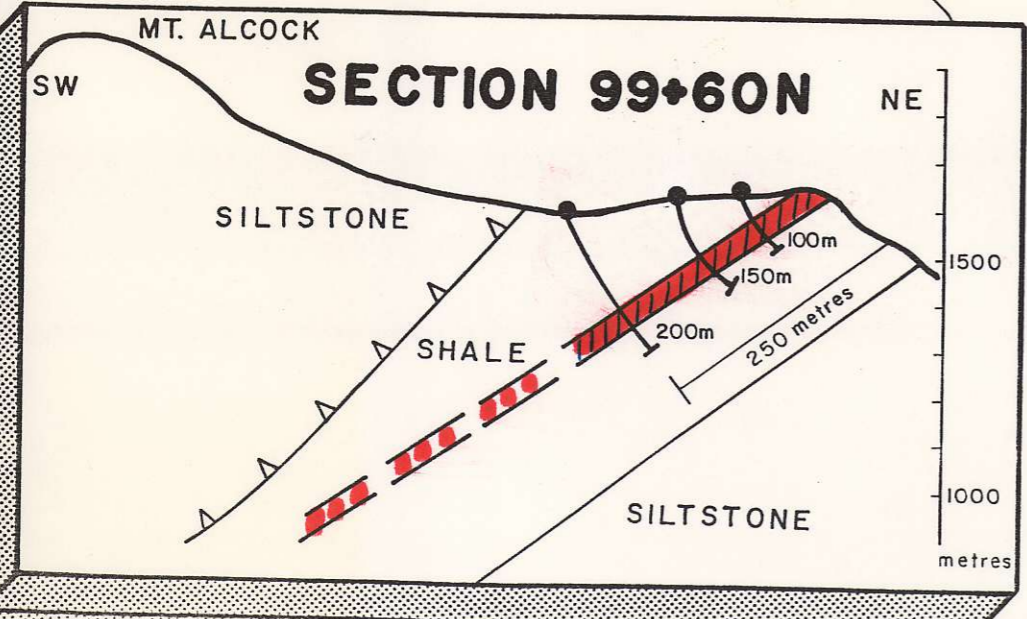 MT. ALCOCK
SW
SECTION 99+60N
NE
SILTSTONE
100m
1500
150m
250 metres
200m
SHALE
1000
SILTSTONE
metres